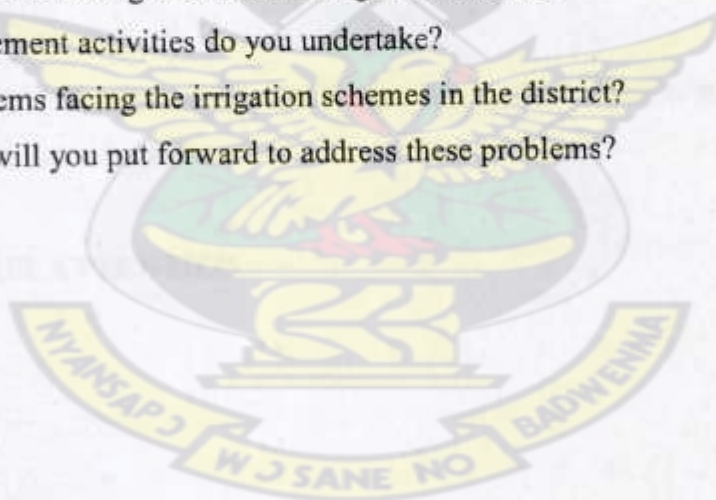 ement activities do you undertake?
ems facing the irrigation schemes in the district?
will you put forward to address these problems?
NYANSAPƆ WƆSANE NO BADWENMA